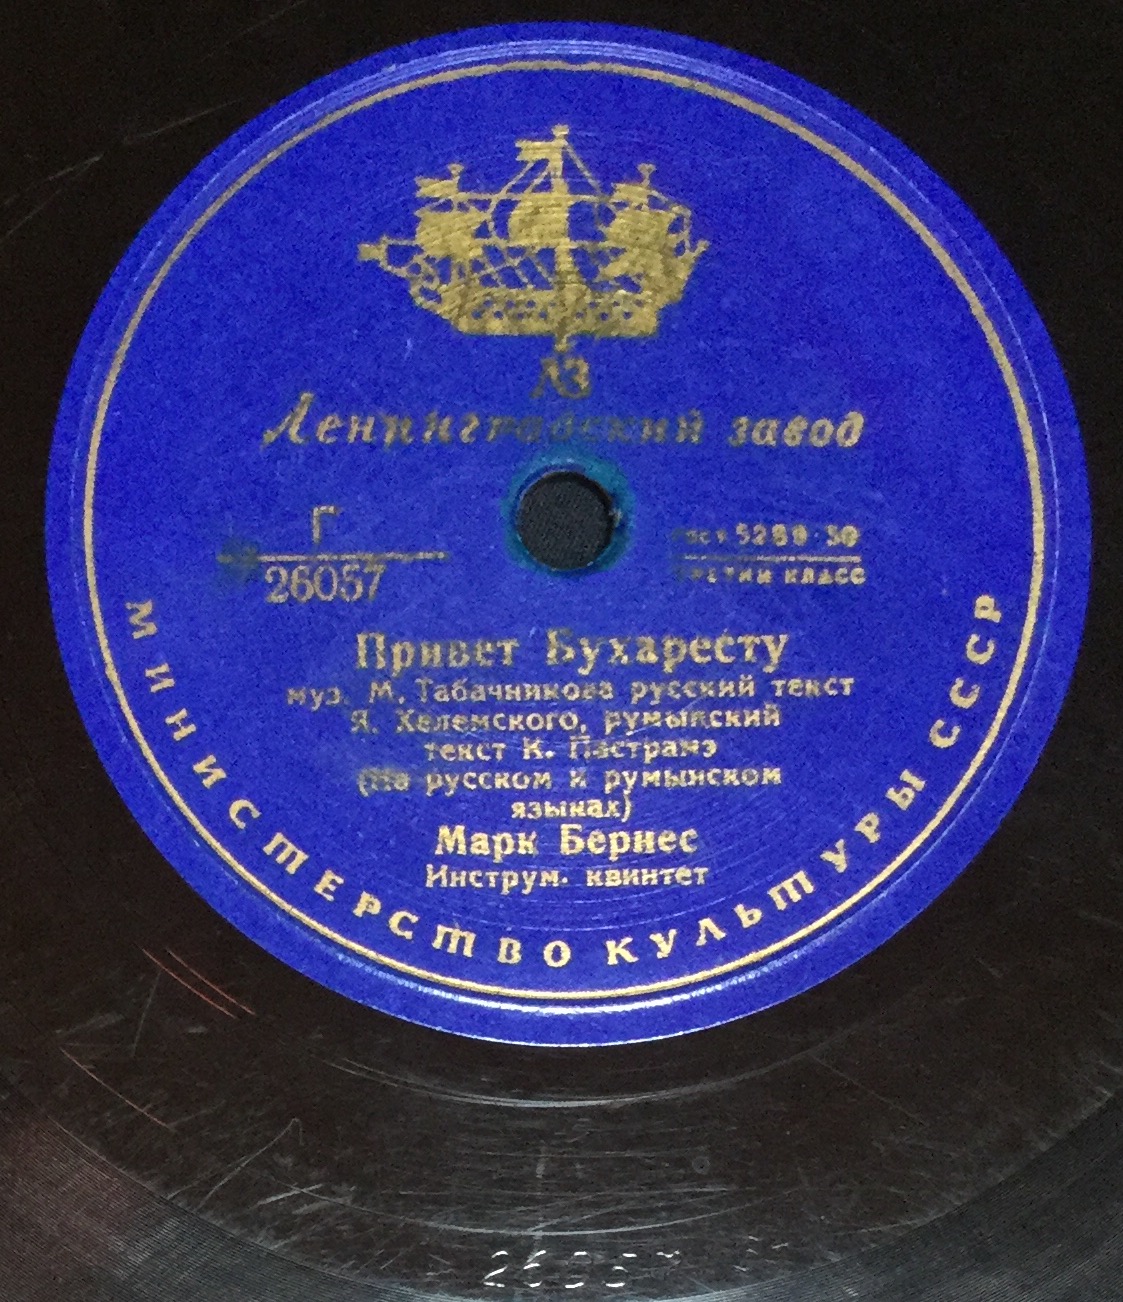 ЛЗ
Ленинградский завод
Г
26057
ГОСТ 5289-50
ТРЕТИЙ КЛАСС
Привет Бухаресту
муз. М. Табачникова русский текст
Я. Хелемского, румынский
текст К. Пастрамэ
(На русском и румынском
языках)
Марк Бернес
Инструм. квинтет
МИНИСТЕРСТВО КУЛЬТУРЫ СССР
26057